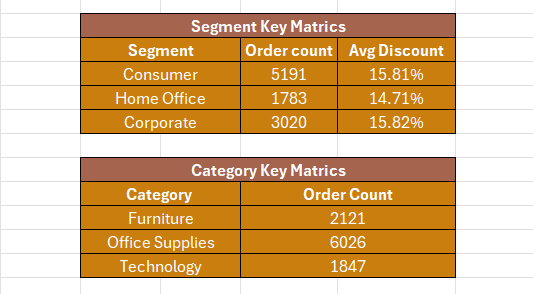 Segment Key Matrics
Segment Order count Avg Discount
Consumer 5191 15.81%
Home Office 1783 14.71%
Corporate 3020 15.82%
Category Key Matrics
Category Order Count
Furniture 2121
Office Supplies 6026
Technology 1847